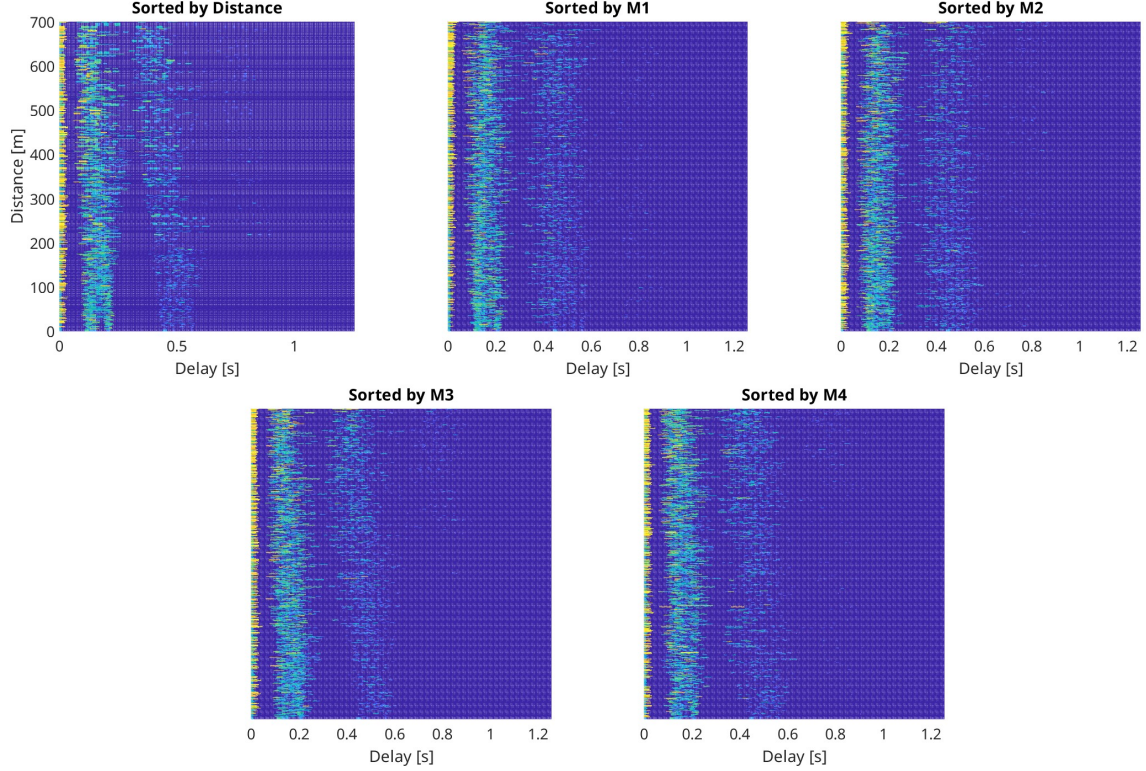 Sorted by Distance
Sorted by M1
Sorted by M2
700
600
500
400
300
200
100
0
Distance [m]
0 0.5 1
0 0.2 0.4 0.6 0.8 1 1.2
0 0.2 0.4 0.6 0.8 1 1.2
Delay [s]
Delay [s]
Delay [s]
Sorted by M3
Sorted by M4
0 0.2 0.4 0.6 0.8 1 1.2
0 0.2 0.4 0.6 0.8 1 1.2
Delay [s]
Delay [s]